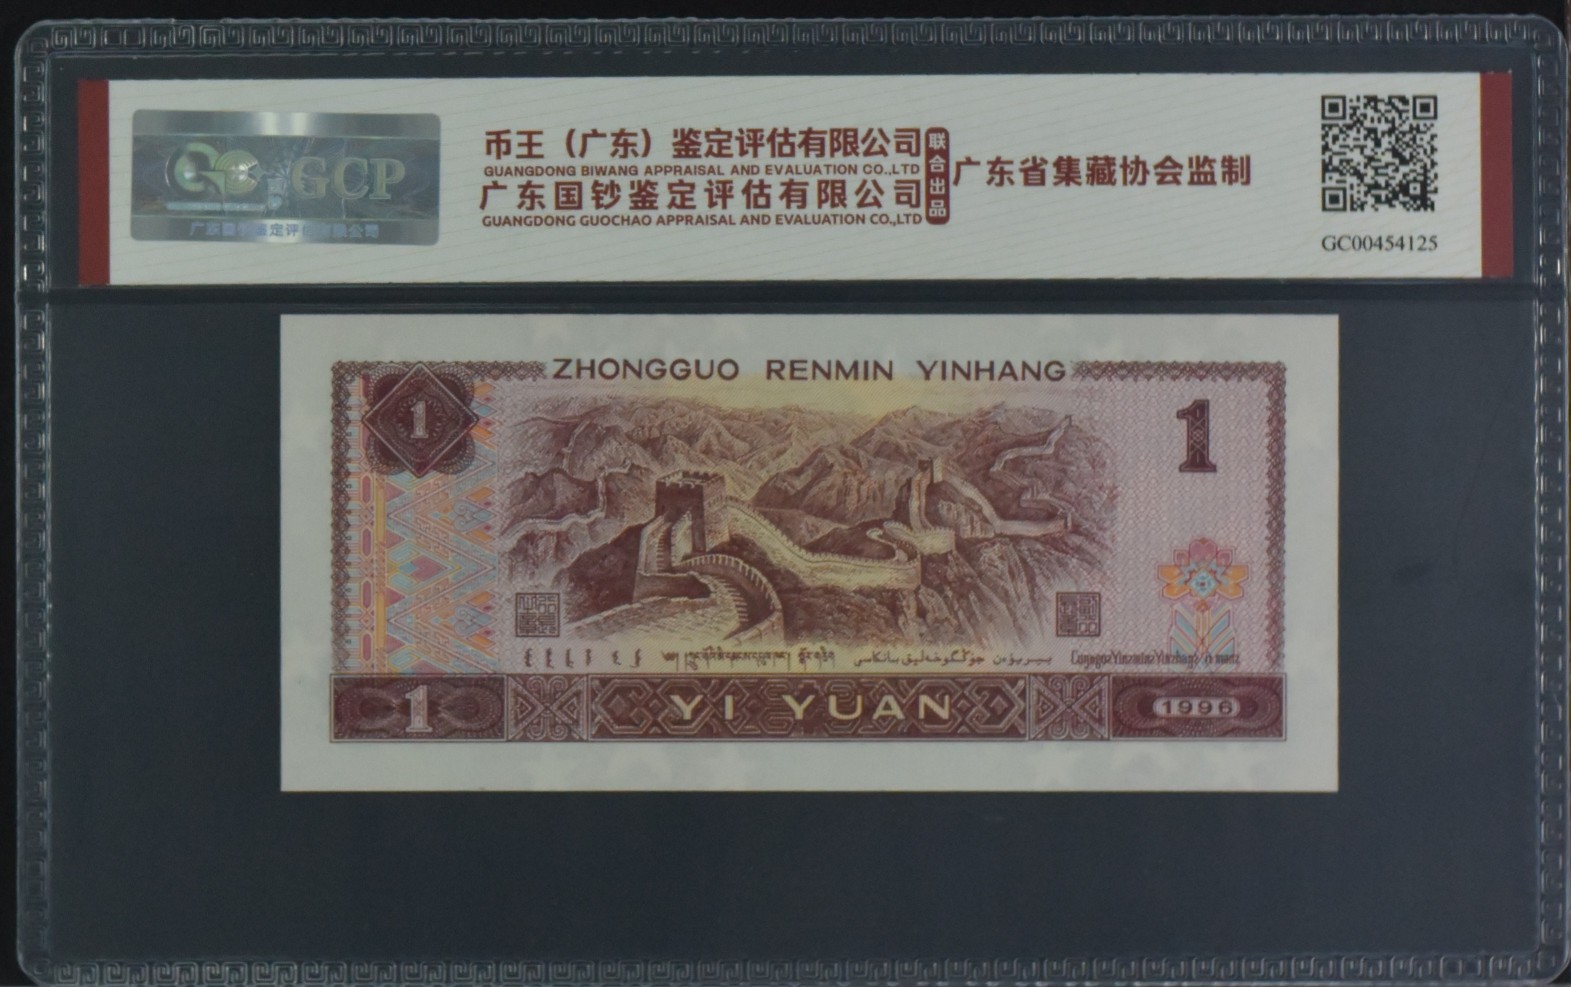 GCP
币王（广东）鉴定评估有限公司
GUANGDONG BIWANG APPRAISAL AND EVALUATION CO.,LTD
广东国钞鉴定评估有限公司
GUANGDONG GUOCHAO APPRAISAL AND EVALUATION CO.,LTD
联合出品
广东省集藏协会监制
GC00454125
ZHONGGUO RENMIN YINHANG
1
1
1
YI YUAN
1996